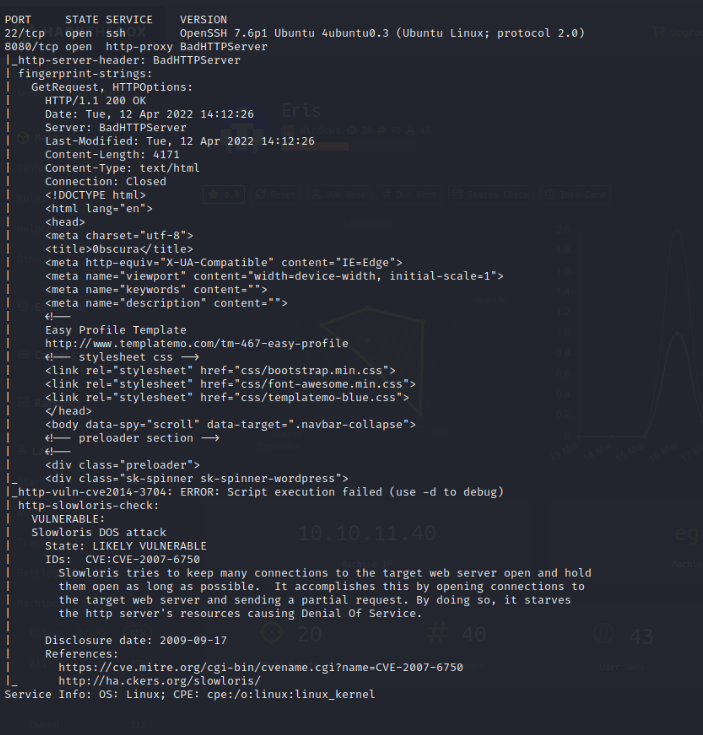 PORT     STATE SERVICE    VERSION
22/tcp   open  ssh        OpenSSH 7.6p1 Ubuntu 4ubuntu0.3 (Ubuntu Linux; protocol 2.0)
8080/tcp open  http-proxy BadHTTPServer
|_http-server-header: BadHTTPServer
| fingerprint-strings:
|   GetRequest, HTTPOptions:
|     HTTP/1.1 200 OK
|     Date: Tue, 12 Apr 2022 14:12:26
Eris
|     Server: BadHTTPServer
|     Last-Modified: Tue, 12 Apr 2022 14:12:26
|     Content-Length: 4171
|     Content-Type: text/html
|     Connection: Closed
|     <!DOCTYPE html>
|     <html lang="en">
|     <head>
|     <meta charset="utf-8">
|     <title>0bscura</title>
|     <meta http-equiv="X-UA-Compatible" content="IE=Edge">
|     <meta name="viewport" content="width=device-width, initial-scale=1">
|     <meta name="keywords" content="">
|     <meta name="description" content="">
|     <!--
|     Easy Profile Template
|     http://www.templatemo.com/tm-467-easy-profile
|     <!-- stylesheet css -->
|     <link rel="stylesheet" href="css/bootstrap.min.css">
|     <link rel="stylesheet" href="css/font-awesome.min.css">
|     <link rel="stylesheet" href="css/templatemo-blue.css">
|     </head>
|     <body data-spy="scroll" data-target=".navbar-collapse">
|     <!-- preloader section -->
|     <!--
|     <div class="preloader">
|_    <div class="sk-spinner sk-spinner-wordpress">
|_http-vuln-cve2014-3704: ERROR: Script execution failed (use -d to debug)
| http-slowloris-check:
|   VULNERABLE:
|   Slowloris DOS attack
10.10.11.40
|     State: LIKELY VULNERABLE
|     IDs:  CVE:CVE-2007-6750
|       Slowloris tries to keep many connections to the target web server open and hold
|       them open as long as possible.  It accomplishes this by opening connections to
|       the target web server and sending a partial request. By doing so, it starves
|       the http server's resources causing Denial Of Service.
|
20
# 40
43
|     Disclosure date: 2009-09-17
|     References:
|       https://cve.mitre.org/cgi-bin/cvename.cgi?name=CVE-2007-6750
|_      http://ha.ckers.org/slowloris/
Service Info: OS: Linux; CPE: cpe:/o:linux:linux_kernel